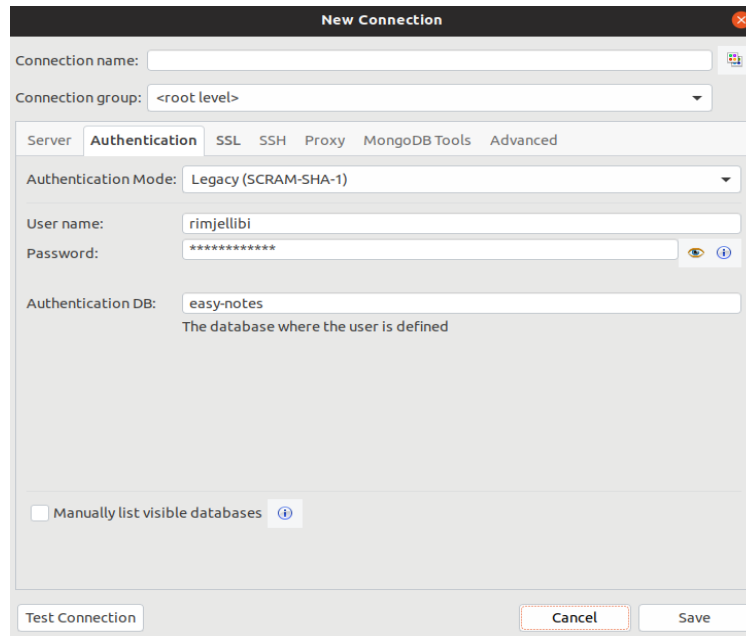 New Connection
Connection name:
Connection group: <root level>
Server Authentication SSL SSH Proxy MongoDB Tools Advanced
Authentication Mode: Legacy (SCRAM-SHA-1)
User name: rimjellibi
Password: ************
Authentication DB: easy-notes
The database where the user is defined
Manually list visible databases
Test Connection Cancel Save